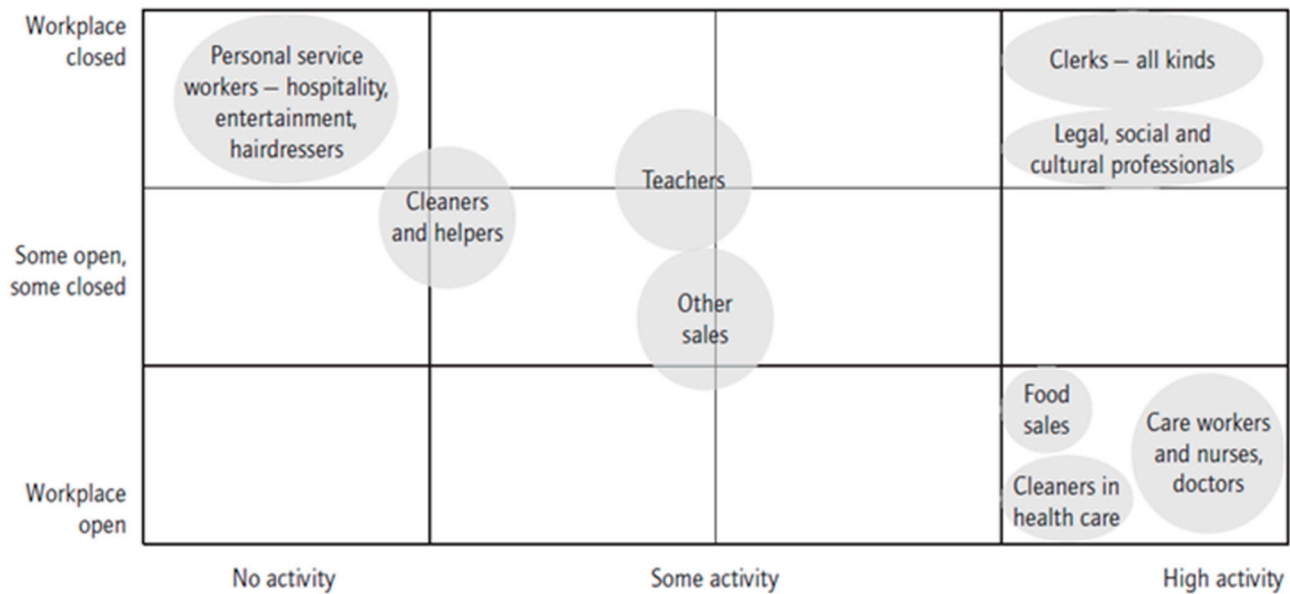 Workplace
closed
Personal service
workers – hospitality,
entertainment,
hairdressers
Clerks – all kinds
Legal, social and
cultural professionals
Teachers
Cleaners
and helpers
Some open,
some closed
Other
sales
Food
sales
Care workers
and nurses,
doctors
Cleaners in
health care
Workplace
open
No activity
Some activity
High activity